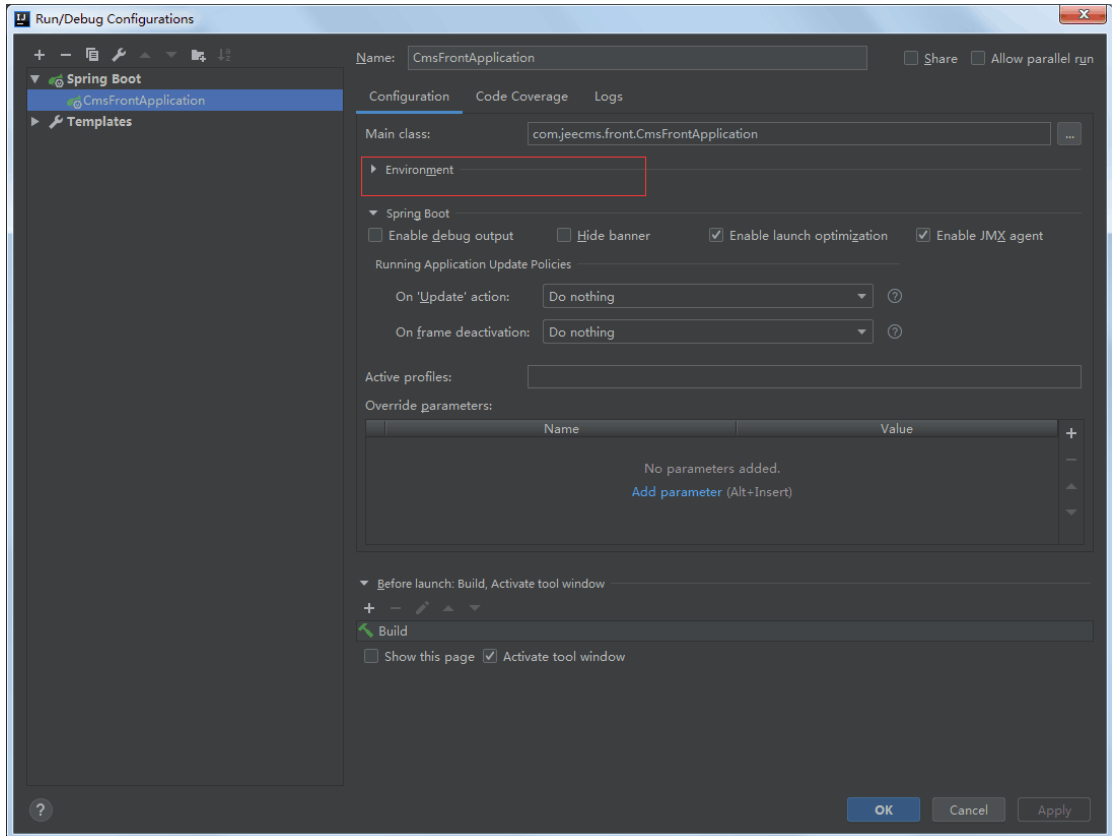 Run/Debug Configurations
Name: CmsFrontApplication Share Allow parallel run
Spring Boot
CmsFrontApplication
Templates
Configuration Code Coverage Logs
Main class: com.jeecms.front.CmsFrontApplication ...
Environment
Spring Boot
Enable debug output Hide banner Enable launch optimization Enable JMX agent
Running Application Update Policies
On 'Update' action: Do nothing ?
On frame deactivation: Do nothing ?
Active profiles:
Override parameters:
Name Value
No parameters added.
Add parameter (Alt+Insert)
Before launch: Build, Activate tool window
Build
Show this page Activate tool window
? OK Cancel Apply